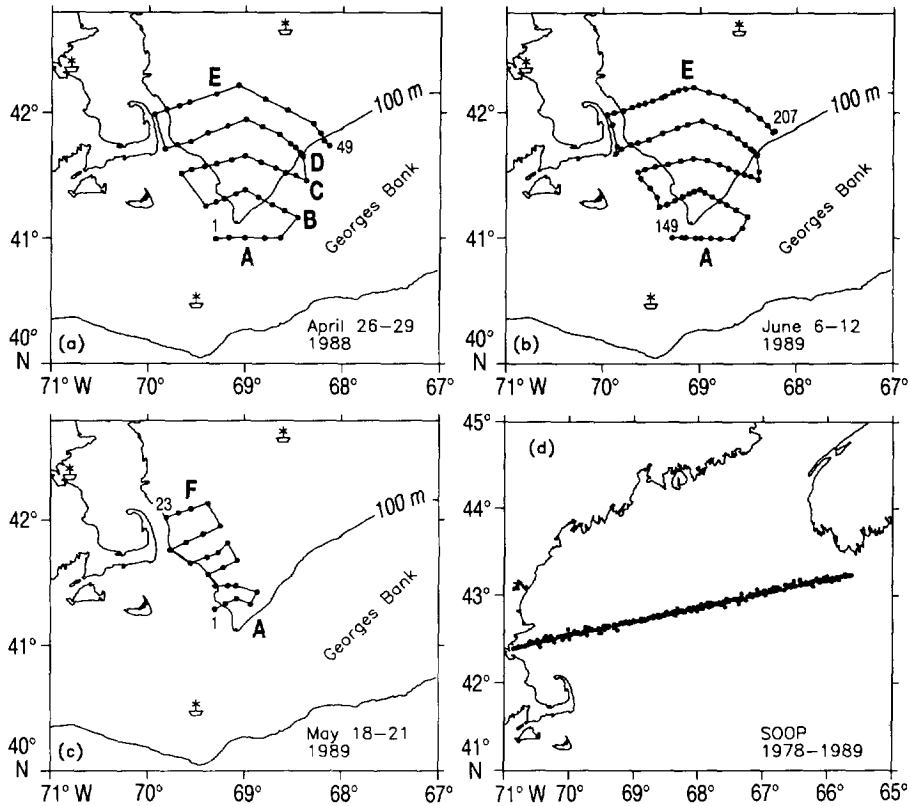 E
100 m
42°
49
D
C
1
B
41°
A
Georges Bank
40°
N
(a)
April 26-29
1988
71° W
70°
69°
68°
67°
E
207
100 m
42°
149
41°
A
Georges Bank
40°
N
(b)
June 6-12
1989
71° W
70°
69°
68°
67°
F
23
100 m
42°
1
A
41°
Georges Bank
40°
N
(c)
May 18-21
1989
71° W
70°
69°
68°
67°
45°
(d)
44°
43°
42°
41°
N
SOOP
1978-1989
71° W
70°
69°
68°
67°
66°
65°